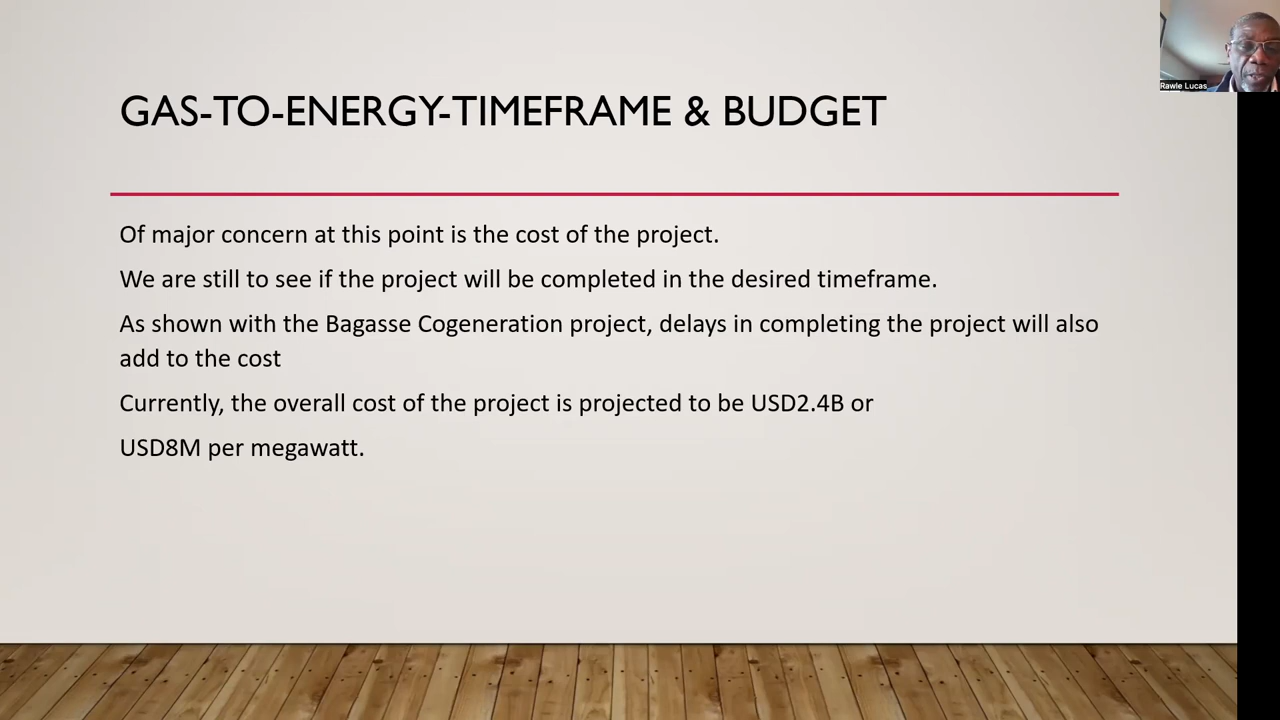 Rawle Lucas
GAS-TO-ENERGY-TIMEFRAME & BUDGET
Of major concern at this point is the cost of the project.
We are still to see if the project will be completed in the desired timeframe.
As shown with the Bagasse Cogeneration project, delays in completing the project will also
add to the cost
Currently, the overall cost of the project is projected to be USD2.4B or
USD8M per megawatt.